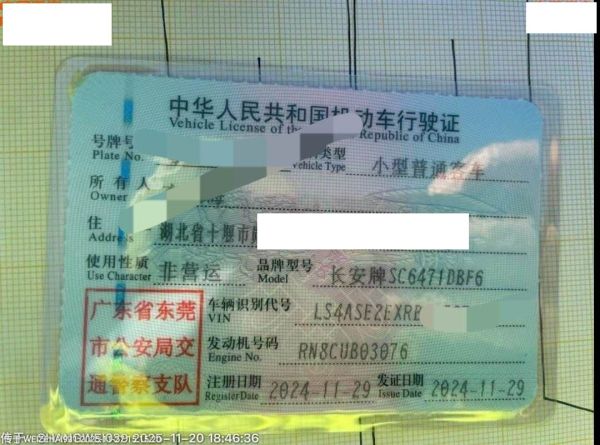 中华人民共和国机动车行驶证
Vehicle License of the Republic of China
号牌号
Plate No.
类型
Vehicle Type
小型普通客车
所有人
Owner
住
Address
湖北省十堰市
使用性质
Use Character
非营运
品牌型号
Model
长安牌SC6471DBF6
广东省东莞
市公安局交
通警察支队
车辆识别代号
VIN
LS4ASE2EXR
发动机号码
Engine No.
RN8CUB03076
注册日期
Register Date
2024-11-29
发证日期
Issue Date
2024-11-29
2025-11-20 18:46:36